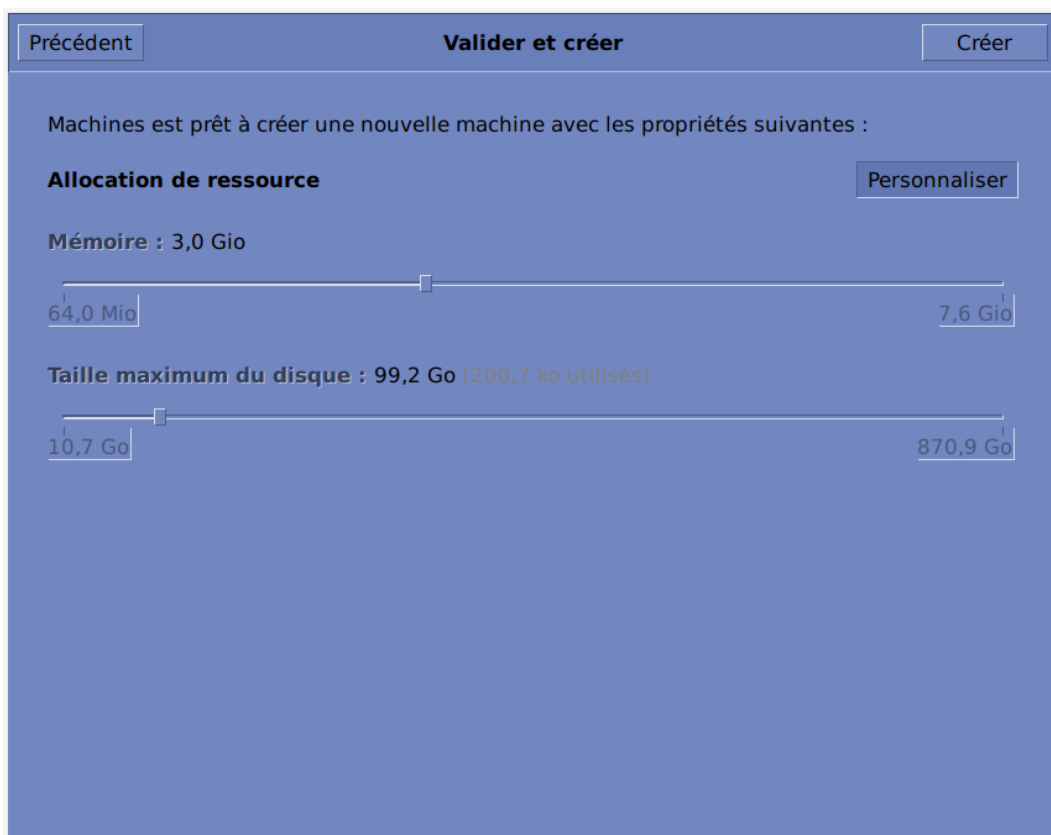 Précédent
Valider et créer
Créer
Machines est prêt à créer une nouvelle machine avec les propriétés suivantes :
Allocation de ressource
Personnaliser
Mémoire : 3,0 Gio
64,0 Mio
7,6 Gio
Taille maximum du disque : 99,2 Go (200,7 ko utilisés)
10,7 Go
870,9 Go